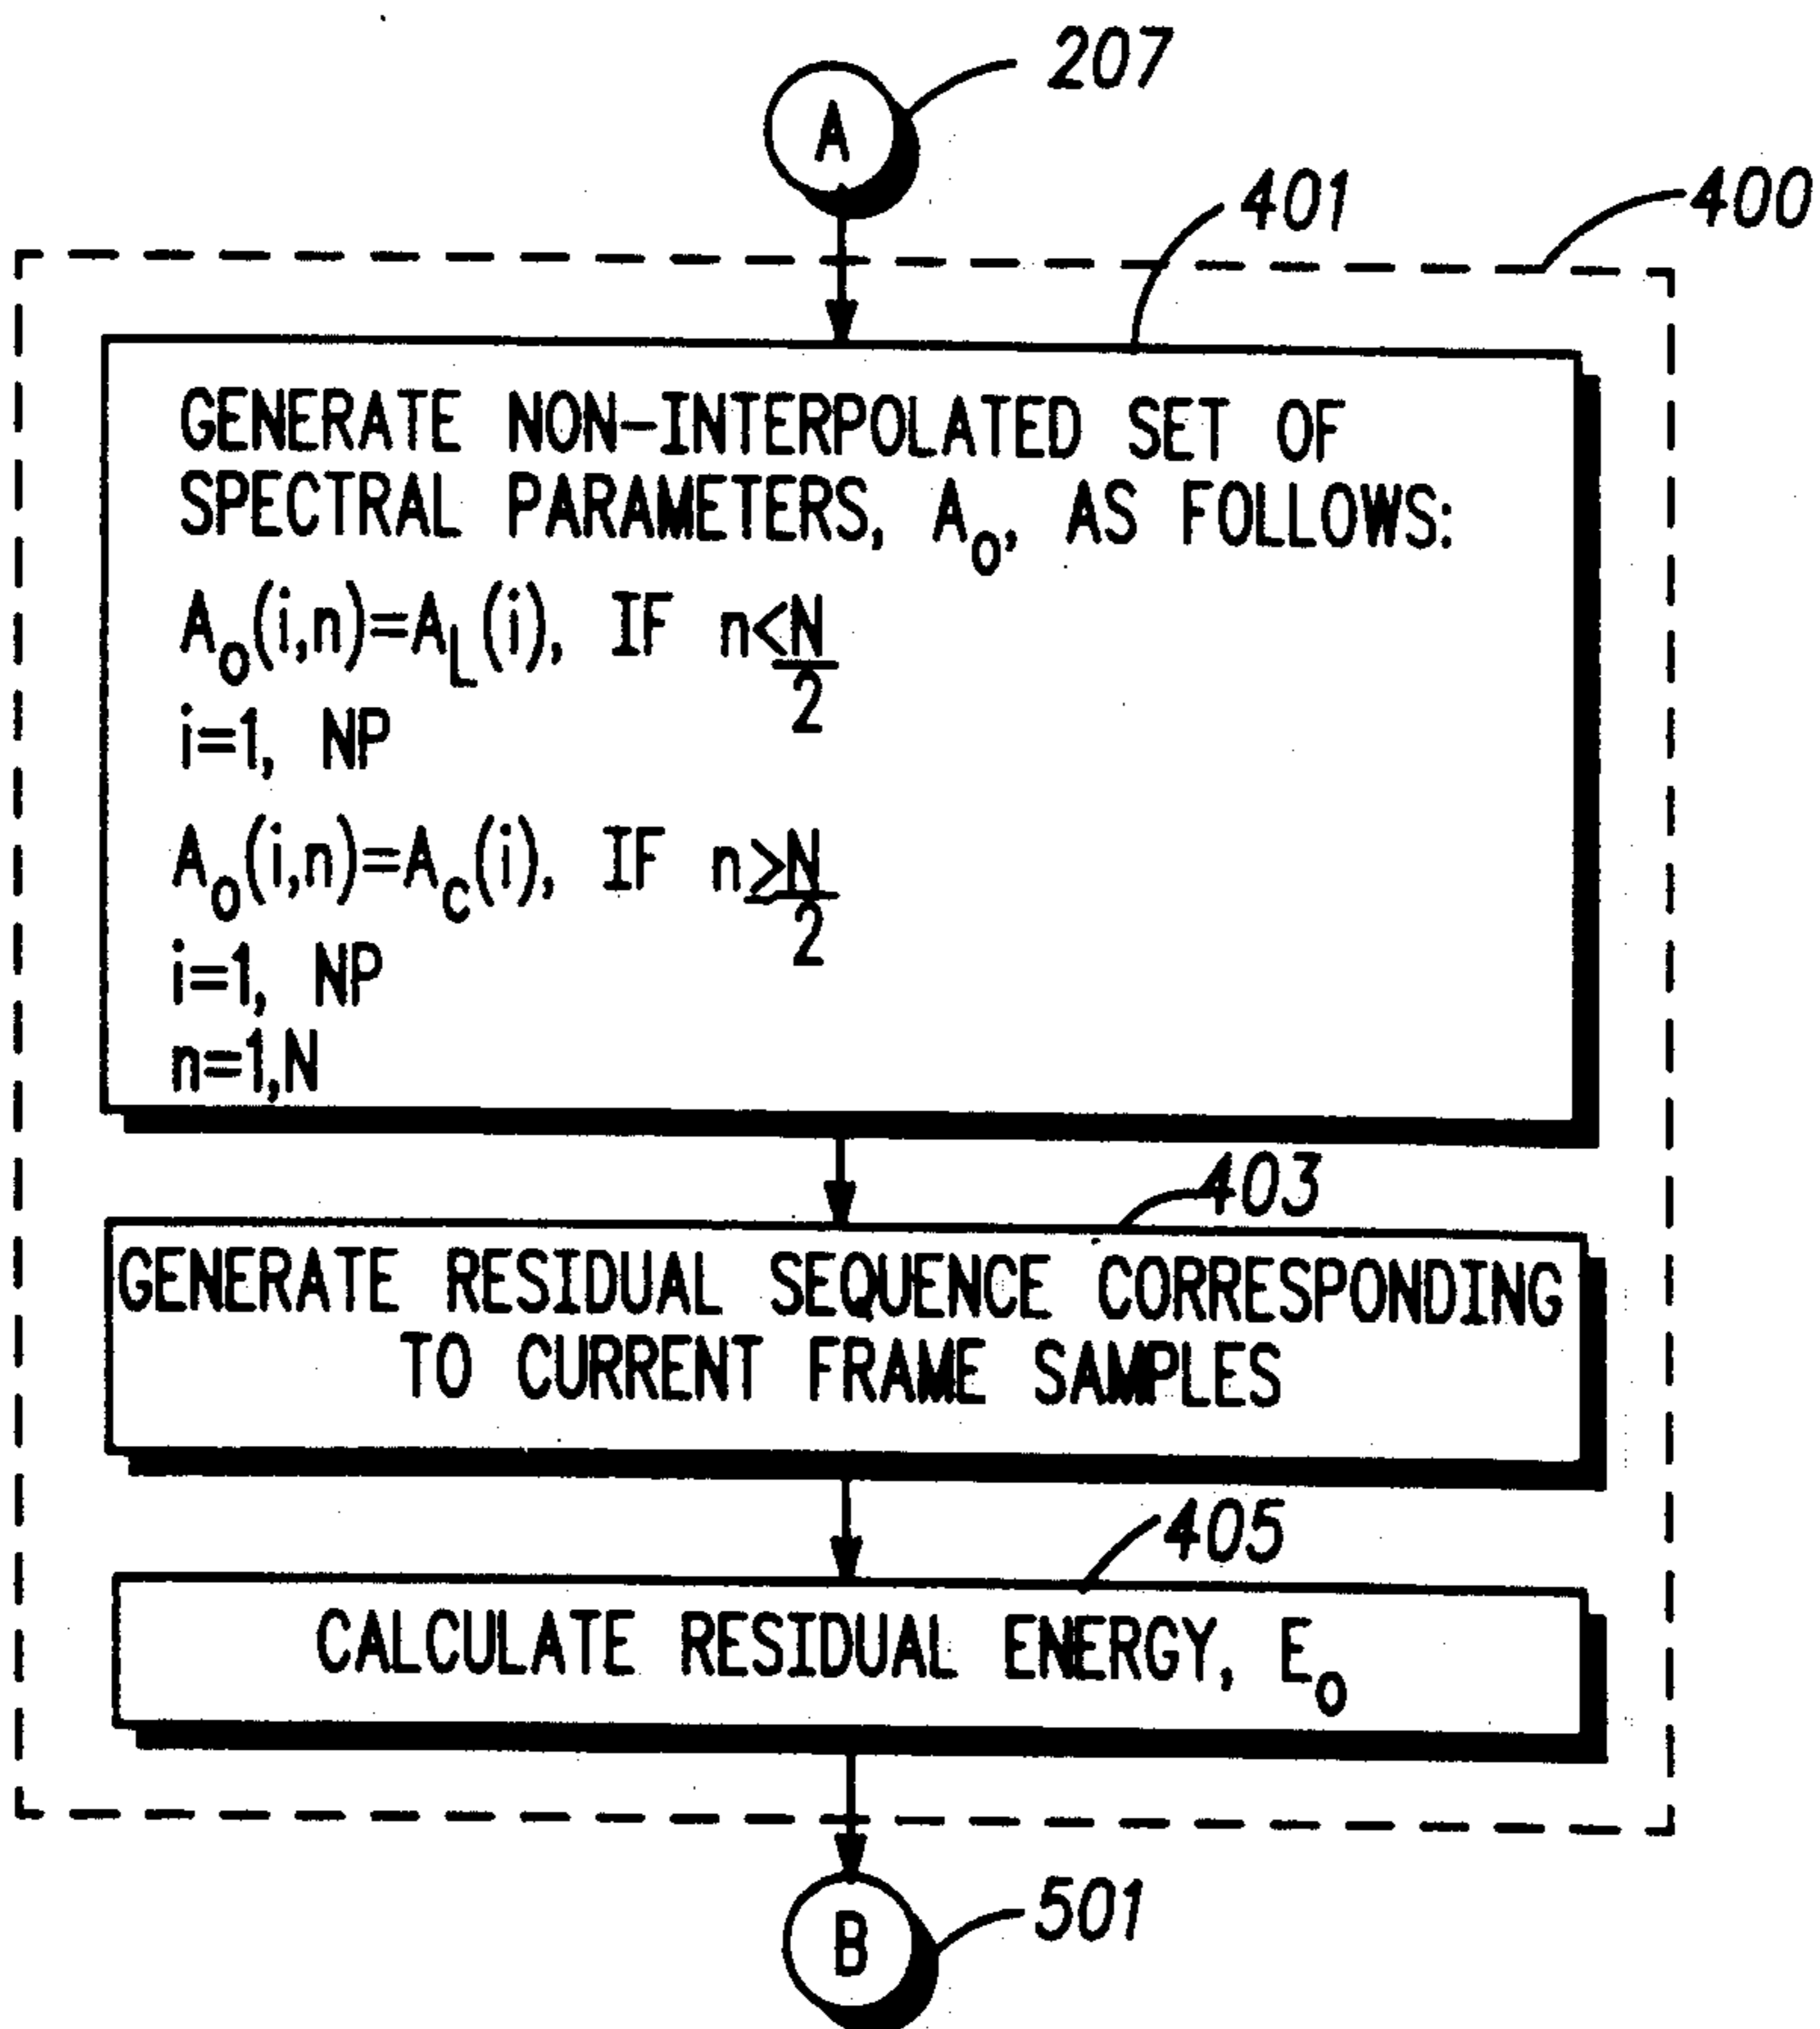 207
A
401
400
GENERATE NON-INTERPOLATED SET OF
SPECTRAL PARAMETERS, A₀, AS FOLLOWS:
A₀(i,n)=A_L(i), IF n<N/2
i=1, NP
A₀(i,n)=A_C(i), IF n≥N/2
i=1, NP
n=1,N
403
GENERATE RESIDUAL SEQUENCE CORRESPONDING
TO CURRENT FRAME SAMPLES
405
CALCULATE RESIDUAL ENERGY, E₀
B
501